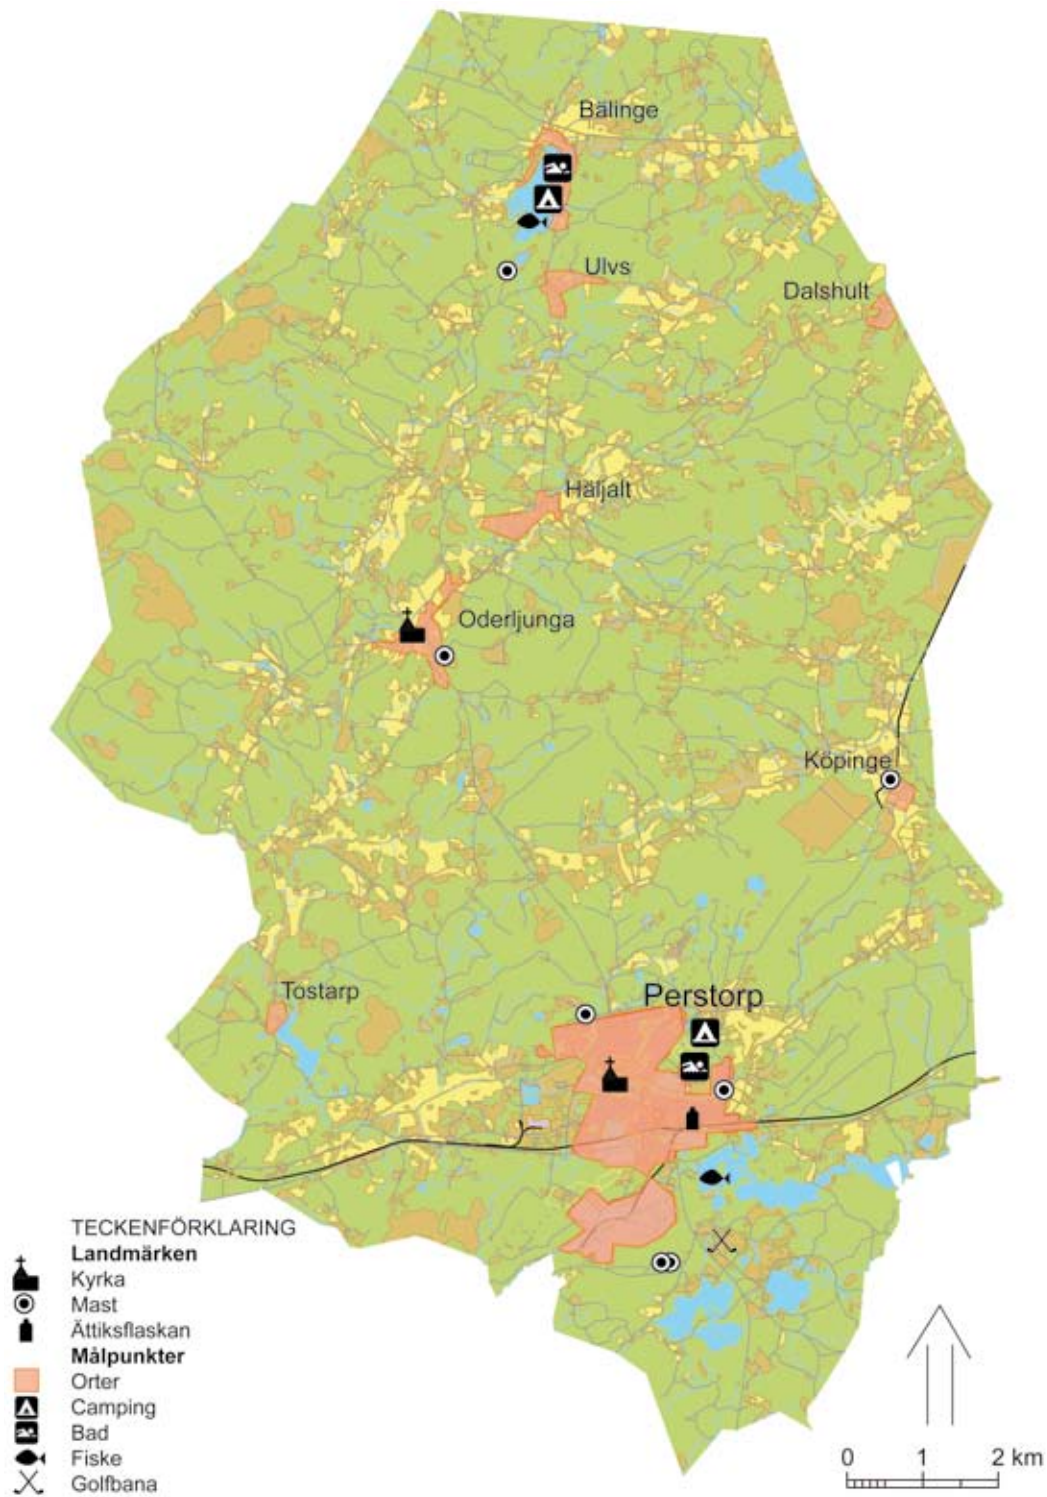 Bälinge
Ulvs
Dalshult
Häljalt
Oderljunga
Köpinge
Tostarp
Perstorp
TECKENFÖRKLARING
Landmärken
Kyrka
Mast
Ättiksflaskan
Målpunkter
Orter
Camping
Bad
Fiske
Golfbana
0 1 2 km